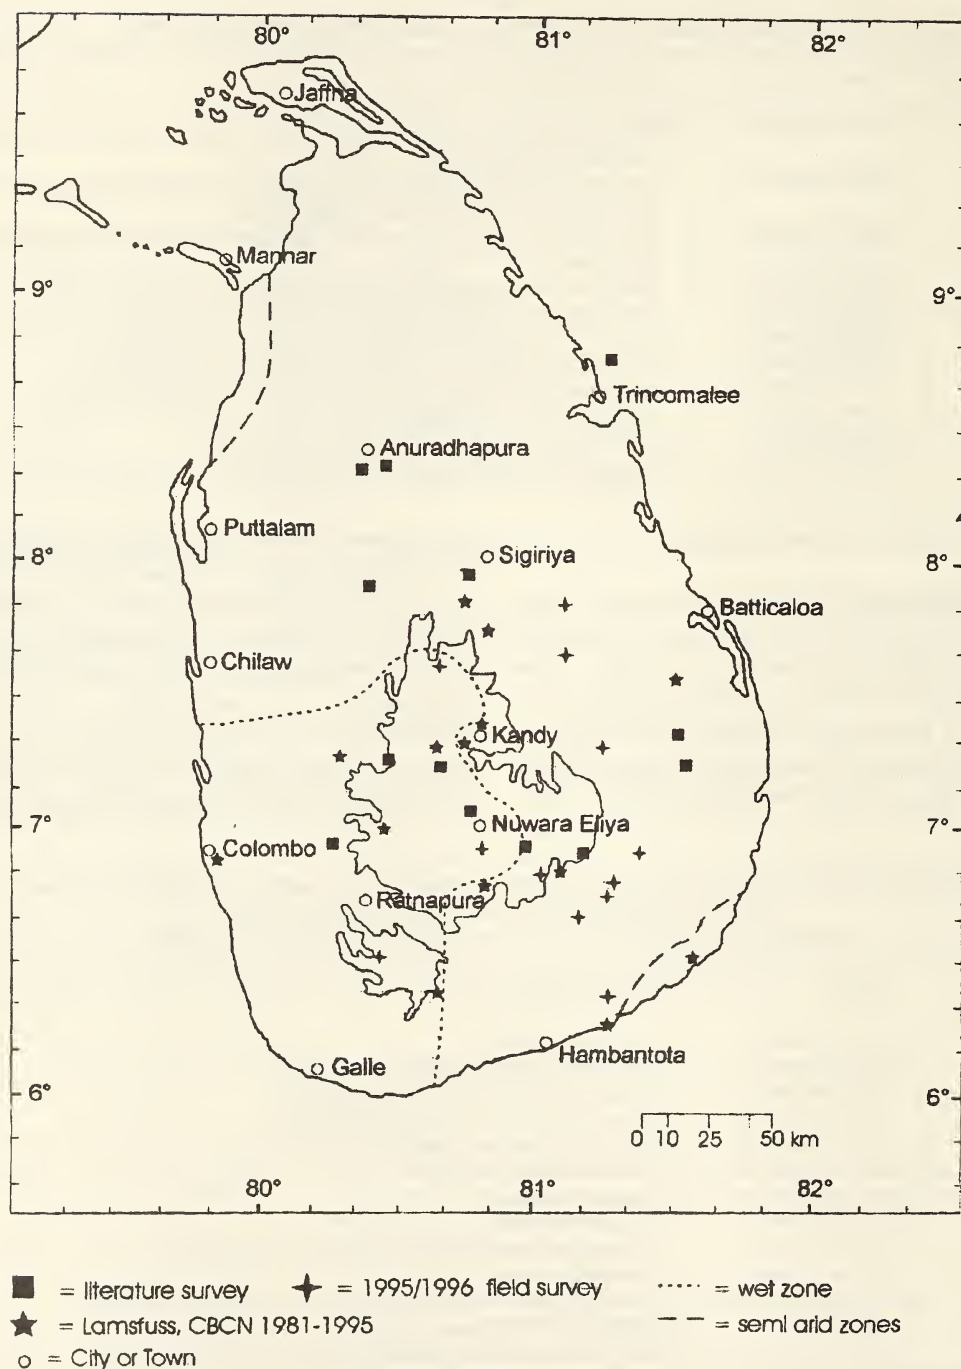 80° 81° 82°
Jaffna
Mannar
9° 9°
Trincomalee
Anuradhapura
Puttalam
Sigiriya
8° 8°
Batticaloa
Chilaw
Kandy
7° Nuwara Eliya 7°
Colombo
Ratnapura
Hambantota
Galle
6° 6°
0 10 25 50 km
80° 81° 82°
= literature survey = 1995/1996 field survey = wet zone
= Lamsfuss, CBCN 1981-1995 = semi arid zones
= City or Town